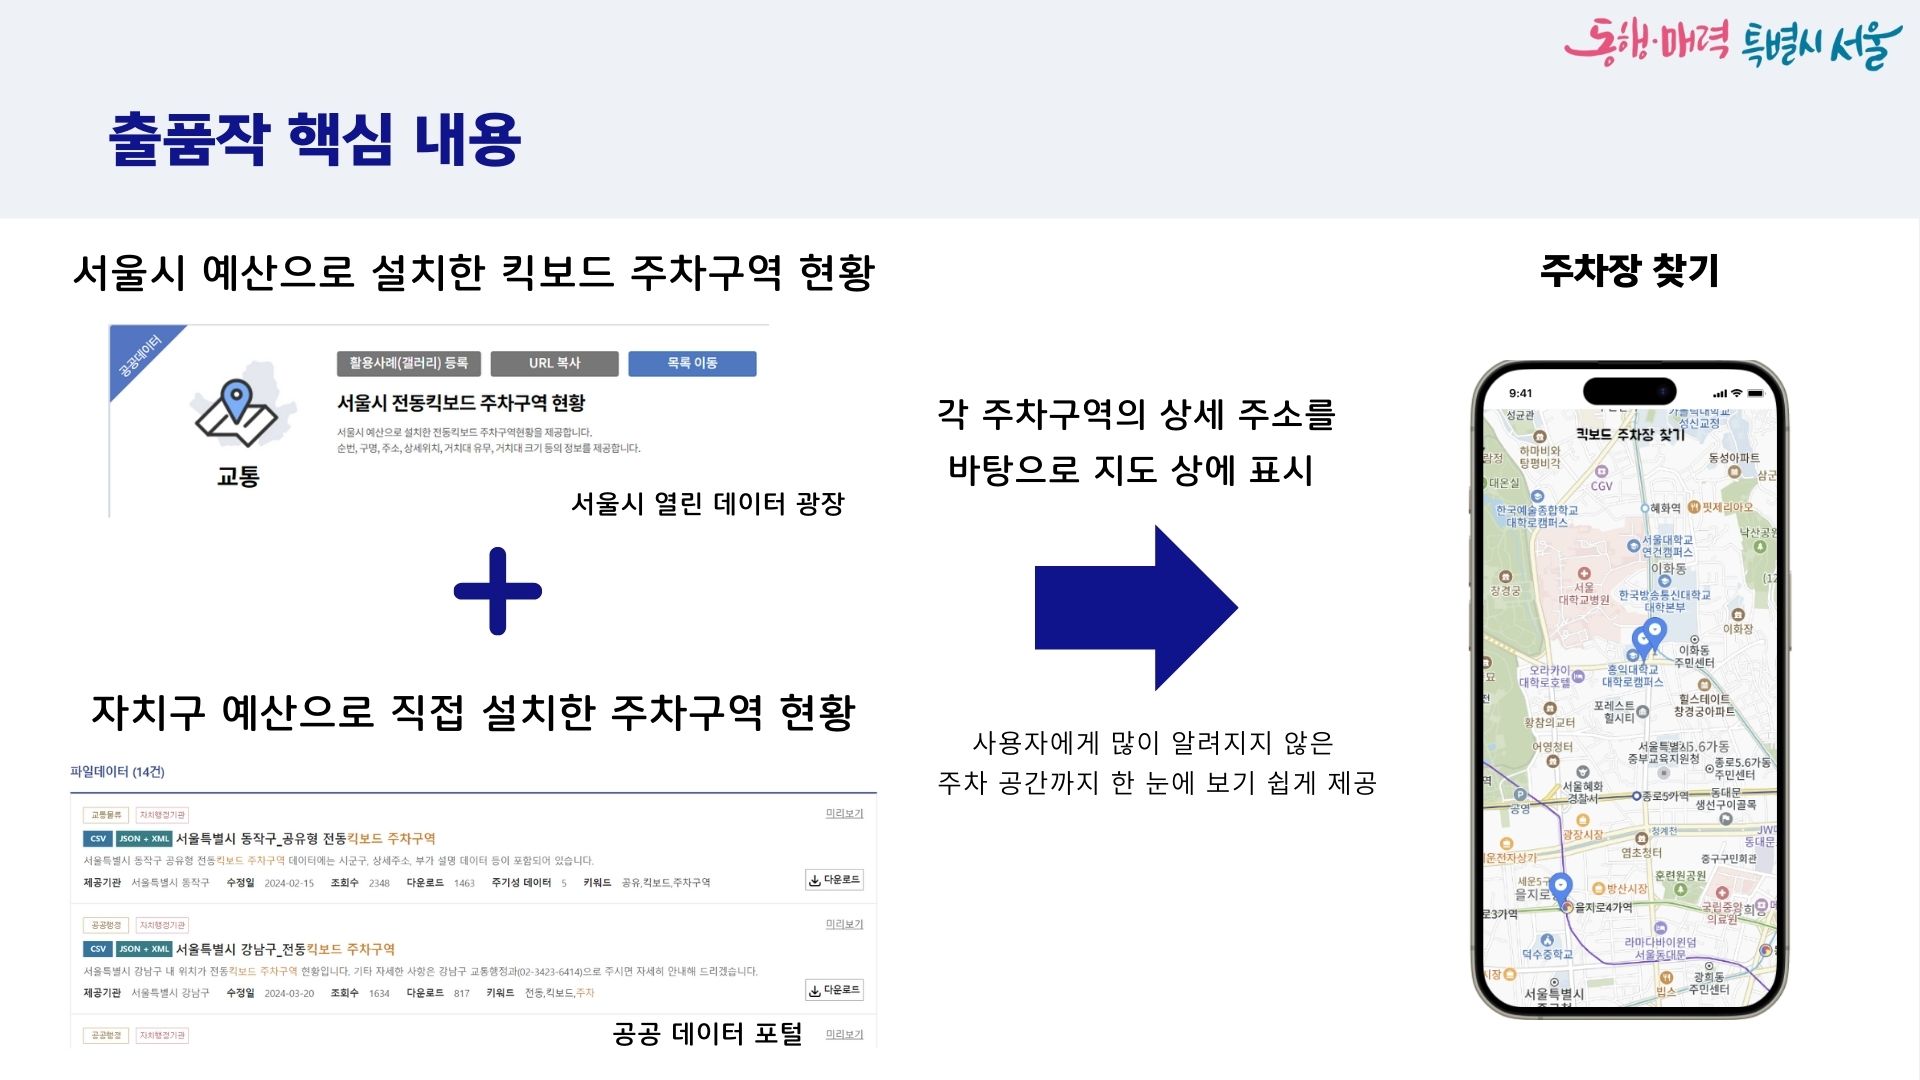 동행·매력 특별시 서울
출품작 핵심 내용
서울시 예산으로 설치한 킥보드 주차구역 현황
공공데이터
교통
활용사례(갤러리) 등록
URL 복사
목록 이동
서울시 전동킥보드 주차구역 현황
서울시 예산으로 설치한 전동킥보드 주차구역현황을 제공합니다.
순번, 구명, 주소, 상세위치, 거치대 유무, 거치대 크기 등의 정보를 제공합니다.
서울시 열린 데이터 광장
자치구 예산으로 직접 설치한 주차구역 현황
파일데이터 (14건)
교통물류 자치행정기관
미리보기
CSV JSON + XML 서울특별시 동작구_공유형 전동킥보드 주차구역
서울특별시 동작구 공유형 전동킥보드 주차구역 데이터에는 시군구, 상세주소, 부가 설명 데이터 등이 포함되어 있습니다.
제공기관 서울특별시 동작구 수정일 2024-02-15 조회수 2348 다운로드 1463 주기성 데이터 5 키워드 공유,킥보드,주차구역
다운로드
공공행정 자치행정기관
미리보기
CSV JSON + XML 서울특별시 강남구_전동킥보드 주차구역
서울특별시 강남구 내 위치가 전동킥보드 주차구역 현황입니다. 기타 자세한 사항은 강남구 교통행정과(02-3423-6414)으로 주시면 자세히 안내해 드리겠습니다.
제공기관 서울특별시 강남구 수정일 2024-03-20 조회수 1634 다운로드 817 키워드 전동,킥보드,주차
다운로드
공공행정 자치행정기관
미리보기
공공 데이터 포털
각 주차구역의 상세 주소를
바탕으로 지도 상에 표시
사용자에게 많이 알려지지 않은
주차 공간까지 한 눈에 보기 쉽게 제공
주차장 찾기
9:41
성균관
가톨릭대학교
성신교정
킥보드 주차장 찾기
하마비와
탕평비각
동성아파트
삼군
대온실
CGV
한국예술종합학교
대학로캠퍼스
혜화역
핏제리아오
낙산공원
서울대학교
연건캠퍼스
이화동
창경궁
서울
대학교병원
한국방송통신대학교
대학본부
이화장
이화동
주민센터
오라카이
대학로호텔
홍익대학교
대학로캠퍼스
힐스테이트
창경궁아파트
포레스트
힐시티
황참의교터
어영청터
서울특별시
중부교육지원청
5.6가동
종로5.6가동
주민센터
서울혜화
경찰서
공영
종로5가역
동대문
생선구이골목
광장시장
청계천
JW
동대문
염초청터
중구구민회관
세운전자상가
세운5구
을지로
방산시장
훈련원공원
국립중앙
의료원
을지로4가역
로3가역
덕수중학교
라마다바이윈덤
서울동대문
시장
서울특별시
빕스
광희동
주민센터